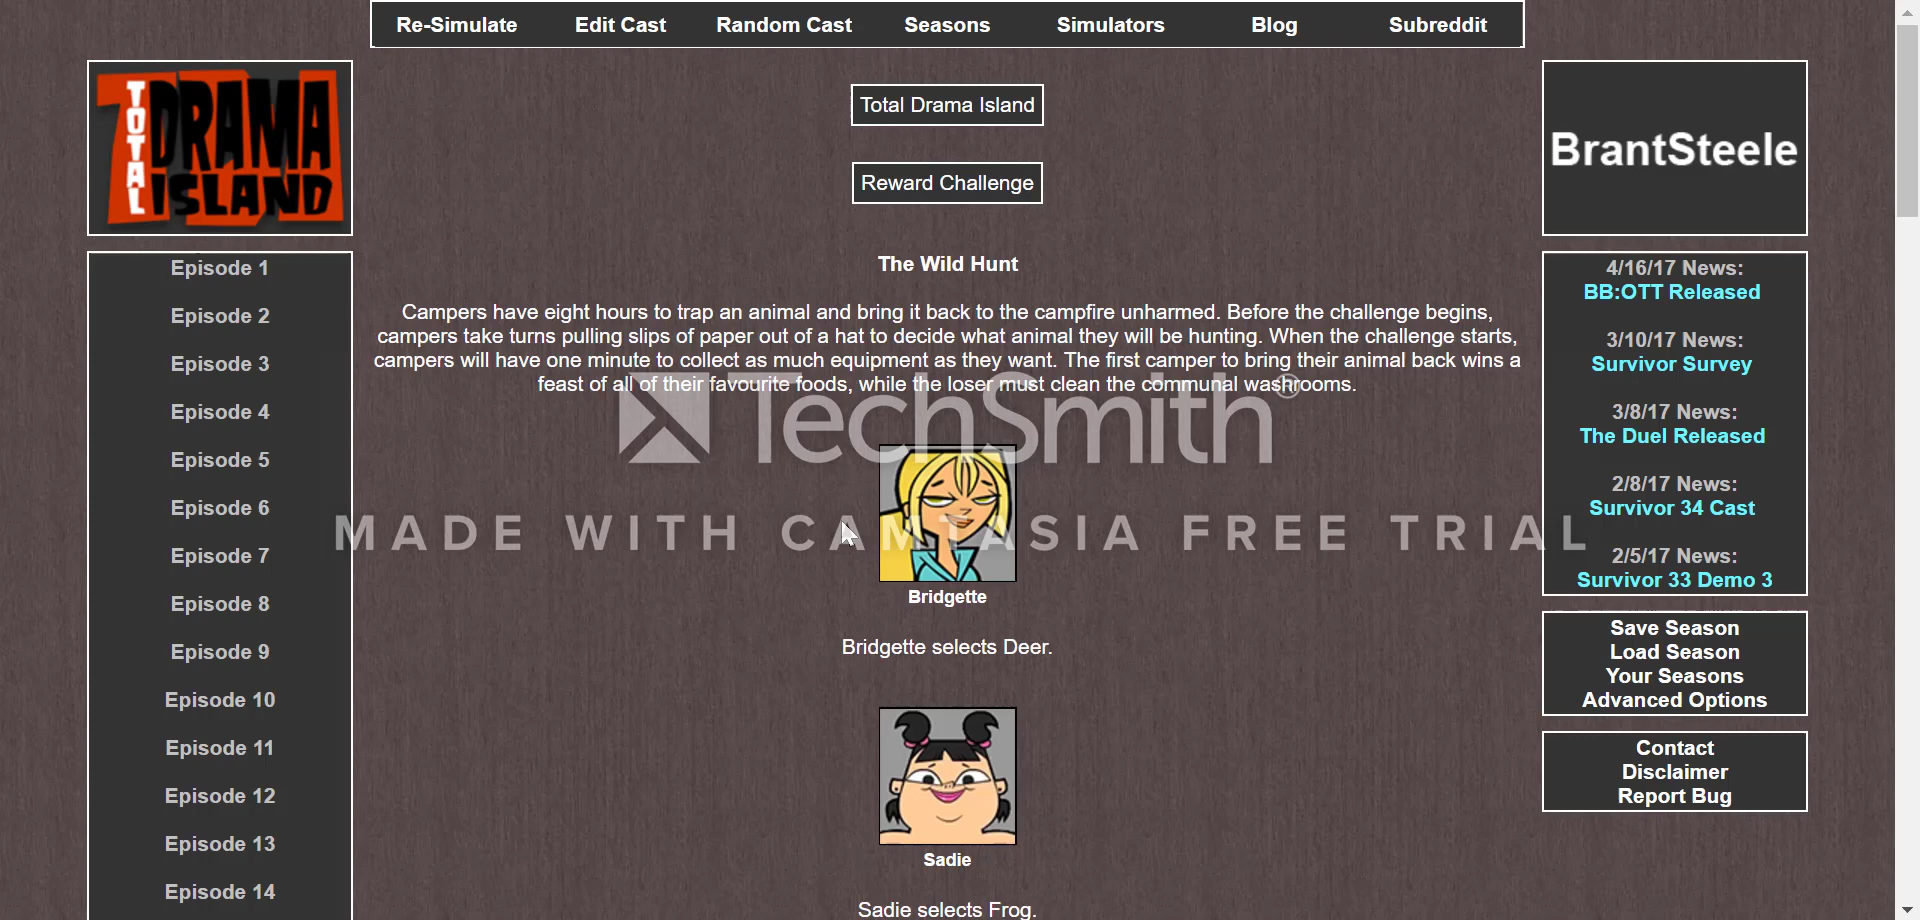 Re-Simulate Edit Cast Random Cast Seasons Simulators Blog Subreddit
TOTAL DRAMA ISLAND
Episode 1
Episode 2
Episode 3
Episode 4
Episode 5
Episode 6
Episode 7
Episode 8
Episode 9
Episode 10
Episode 11
Episode 12
Episode 13
Episode 14
Total Drama Island
Reward Challenge
The Wild Hunt
Campers have eight hours to trap an animal and bring it back to the campfire unharmed. Before the challenge begins,
campers take turns pulling slips of paper out of a hat to decide what animal they will be hunting. When the challenge starts,
campers will have one minute to collect as much equipment as they want. The first camper to bring their animal back wins a
feast of all of their favourite foods, while the loser must clean the communal washrooms.
TechSmith®
MADE WITH CAMTASIA FREE TRIAL
Bridgette
Bridgette selects Deer.
Sadie
Sadie selects Frog.
BrantSteele
4/16/17 News:
BB:OTT Released
3/10/17 News:
Survivor Survey
3/8/17 News:
The Duel Released
2/8/17 News:
Survivor 34 Cast
2/5/17 News:
Survivor 33 Demo 3
Save Season
Load Season
Your Seasons
Advanced Options
Contact
Disclaimer
Report Bug